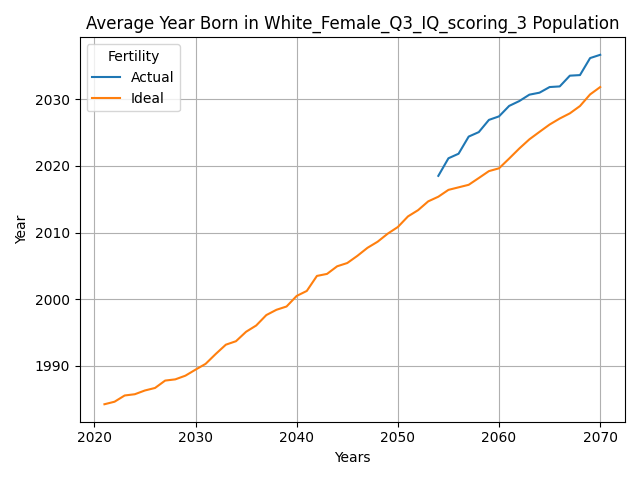 Average Year Born in White_Female_Q3_IQ_scoring_3 Population
Fertility
Actual
Ideal
Year
2030
2020
2010
2000
1990
2020 2030 2040 2050 2060 2070
Years